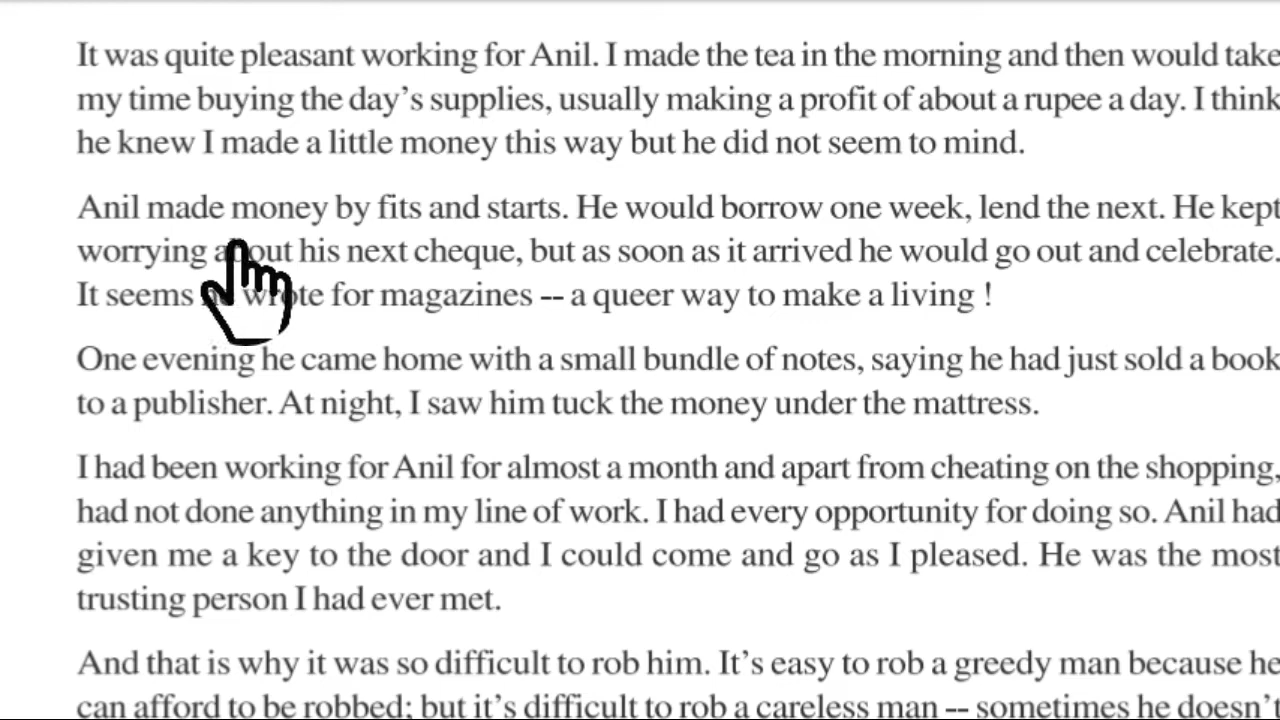 It was quite pleasant working for Anil. I made the tea in the morning and then would take
my time buying the day's supplies, usually making a profit of about a rupee a day. I think
he knew I made a little money this way but he did not seem to mind.
Anil made money by fits and starts. He would borrow one week, lend the next. He kept
worrying about his next cheque, but as soon as it arrived he would go out and celebrate.
It seems he wrote for magazines -- a queer way to make a living !
One evening he came home with a small bundle of notes, saying he had just sold a book
to a publisher. At night, I saw him tuck the money under the mattress.
I had been working for Anil for almost a month and apart from cheating on the shopping,
had not done anything in my line of work. I had every opportunity for doing so. Anil had
given me a key to the door and I could come and go as I pleased. He was the most
trusting person I had ever met.
And that is why it was so difficult to rob him. It's easy to rob a greedy man because he
can afford to be robbed; but it's difficult to rob a careless man -- sometimes he doesn't